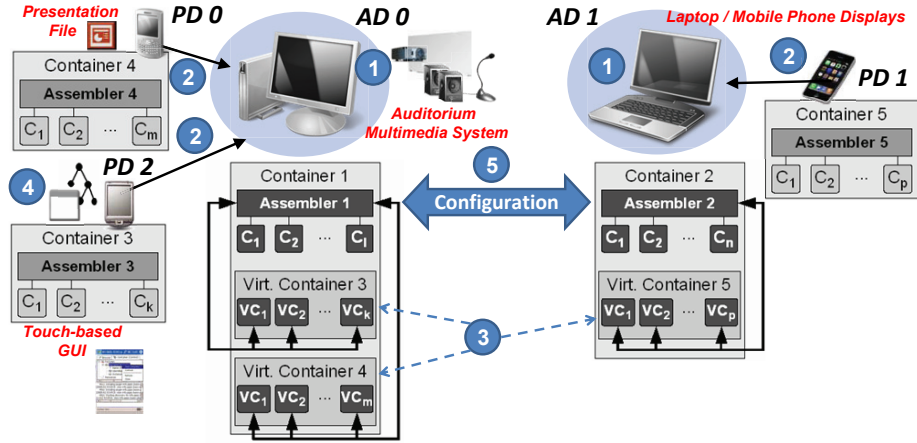 Presentation
File
PD 0
AD 0
AD 1
Laptop / Mobile Phone Displays
Container 4
Assembler 4
C1 C2 ... Cm
2
1
Auditorium
Multimedia System
1
2
PD 1
Container 5
Assembler 5
C1 C2 ... Cp
2
PD 2
4
Container 3
Assembler 3
C1 C2 ... Ck
Touch-based
GUI
Container 1
Assembler 1
C1 C2 ... Cl
Virt. Container 3
VC1 VC2 ... VCk
Virt. Container 4
VC1 VC2 ... VCm
5
Configuration
3
Container 2
Assembler 2
C1 C2 ... Cn
Virt. Container 5
VC1 VC2 ... VCp